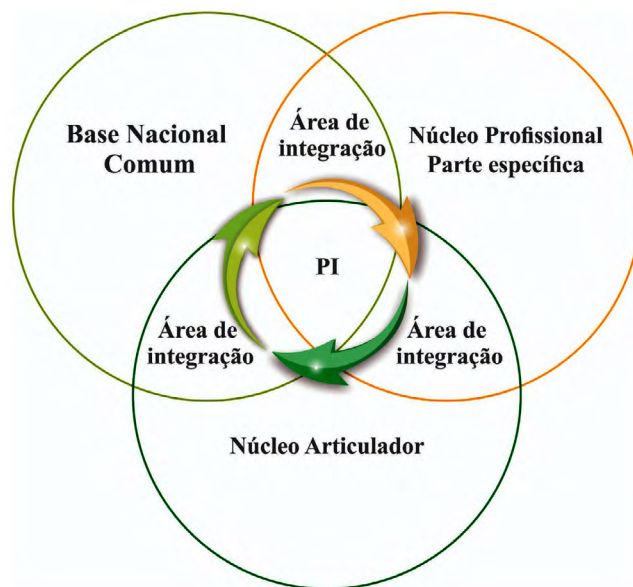 Base Nacional
Comum
Área de
integração
Núcleo Profissional
Parte específica
PI
Área de
integração
Área de
integração
Núcleo Articulador